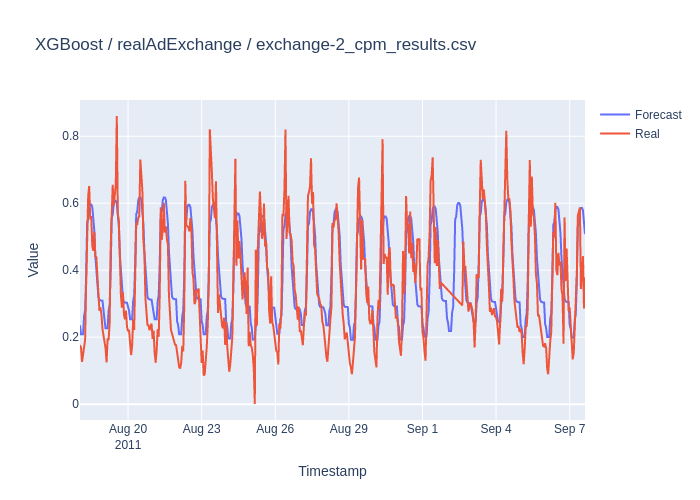 XGBoost / realAdExchange / exchange-2_cpm_results.csv
Forecast
Real
0.8
0.6
0.4
0.2
0
Value
Aug 20
2011
Aug 23
Aug 26
Aug 29
Sep 1
Sep 4
Sep 7
Timestamp